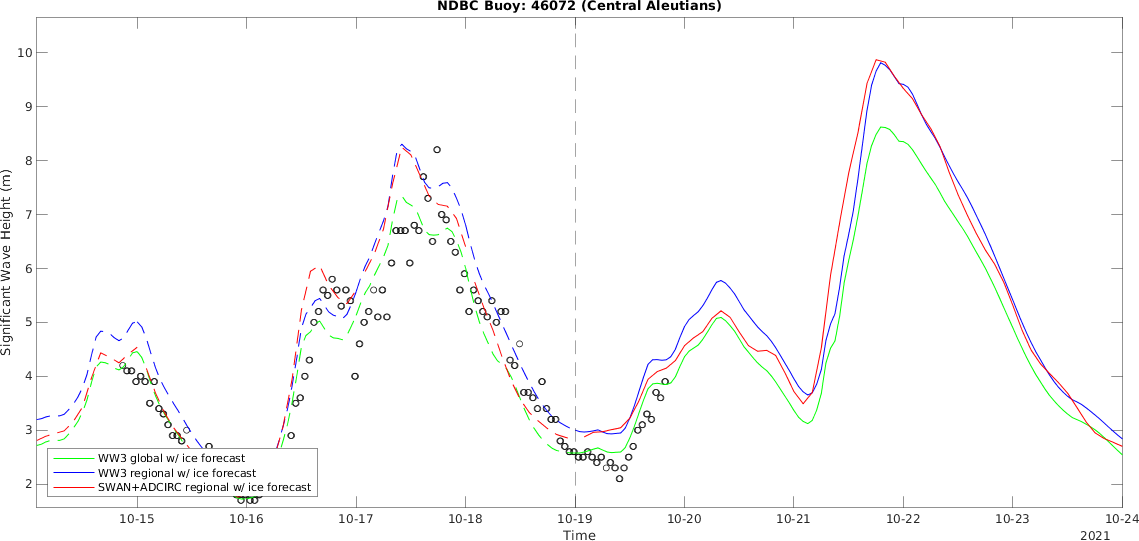 NDBC Buoy: 46072 (Central Aleutians)
10
9
8
7
6
5
4
3
2
Significant Wave Height (m)
WW3 global w/ ice forecast
WW3 regional w/ ice forecast
SWAN+ADCIRC regional w/ ice forecast
10-15 10-16 10-17 10-18 10-19 10-20 10-21 10-22 10-23 10-24
Time
2021